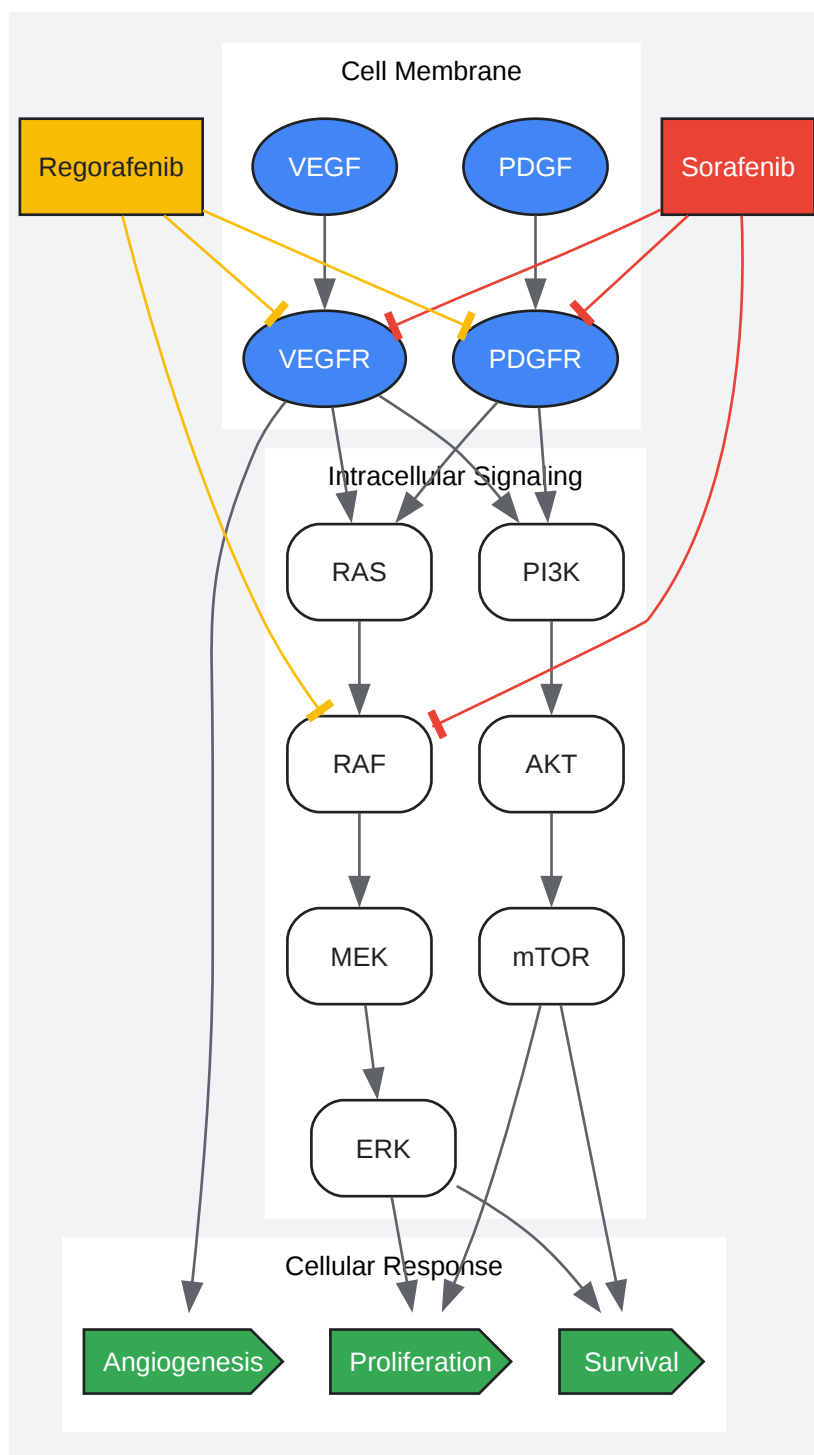 Cell Membrane
Regorafenib
VEGF
PDGF
Sorafenib
VEGFR
PDGFR
Intracellular Signaling
RAS
PI3K
RAF
AKT
MEK
mTOR
ERK
Cellular Response
Angiogenesis
Proliferation
Survival